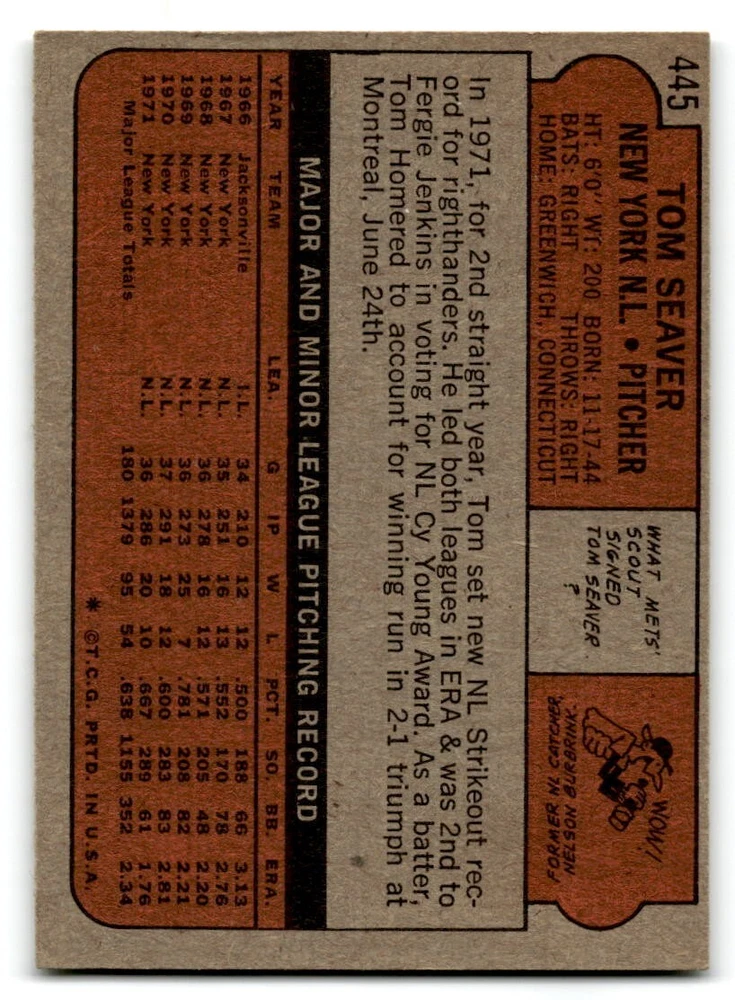 445
TOM SEAVER
NEW YORK N.L. • PITCHER
HT: 6'0' WT: 200 BORN: 11-17-44
BATS: RIGHT THROWS: RIGHT
HOME: GREENWICH, CONNECTICUT
WHAT METS'
SCOUT
SIGNED
TOM SEAVER
?
WOW!
NELSON BURBRINK,
FORMER NL CATCHER.
In 1971, for 2nd straight year, Tom set new NL Strikeout rec-
ord for righthanders. He led both leagues in ERA & was 2nd to
Fergie Jenkins in voting for NL Cy Young Award. As a batter,
Tom Homered to account for winning run in 2-1 triumph at
Montreal, June 24th.
MAJOR AND MINOR LEAGUE PITCHING RECORD
YEAR TEAM LEA. G IP W L PCT. SO. BB. ERA.
1966 Jacksonville I.L. 34 210 12 12 .500 188 66 3.13
1967 New York N.L. 35 251 16 13 .552 170 78 2.76
1968 New York N.L. 36 278 16 12 .571 205 48 2.20
1969 New York N.L. 36 273 25 7 .781 208 82 2.21
1970 New York N.L. 37 291 18 12 .600 283 83 2.81
1971 New York N.L. 36 286 20 10 .667 289 61 1.76
Major League Totals 180 1379 95 54 .638 1155 352 2.34
* ©T.C.G. PRTD. IN U.S.A.